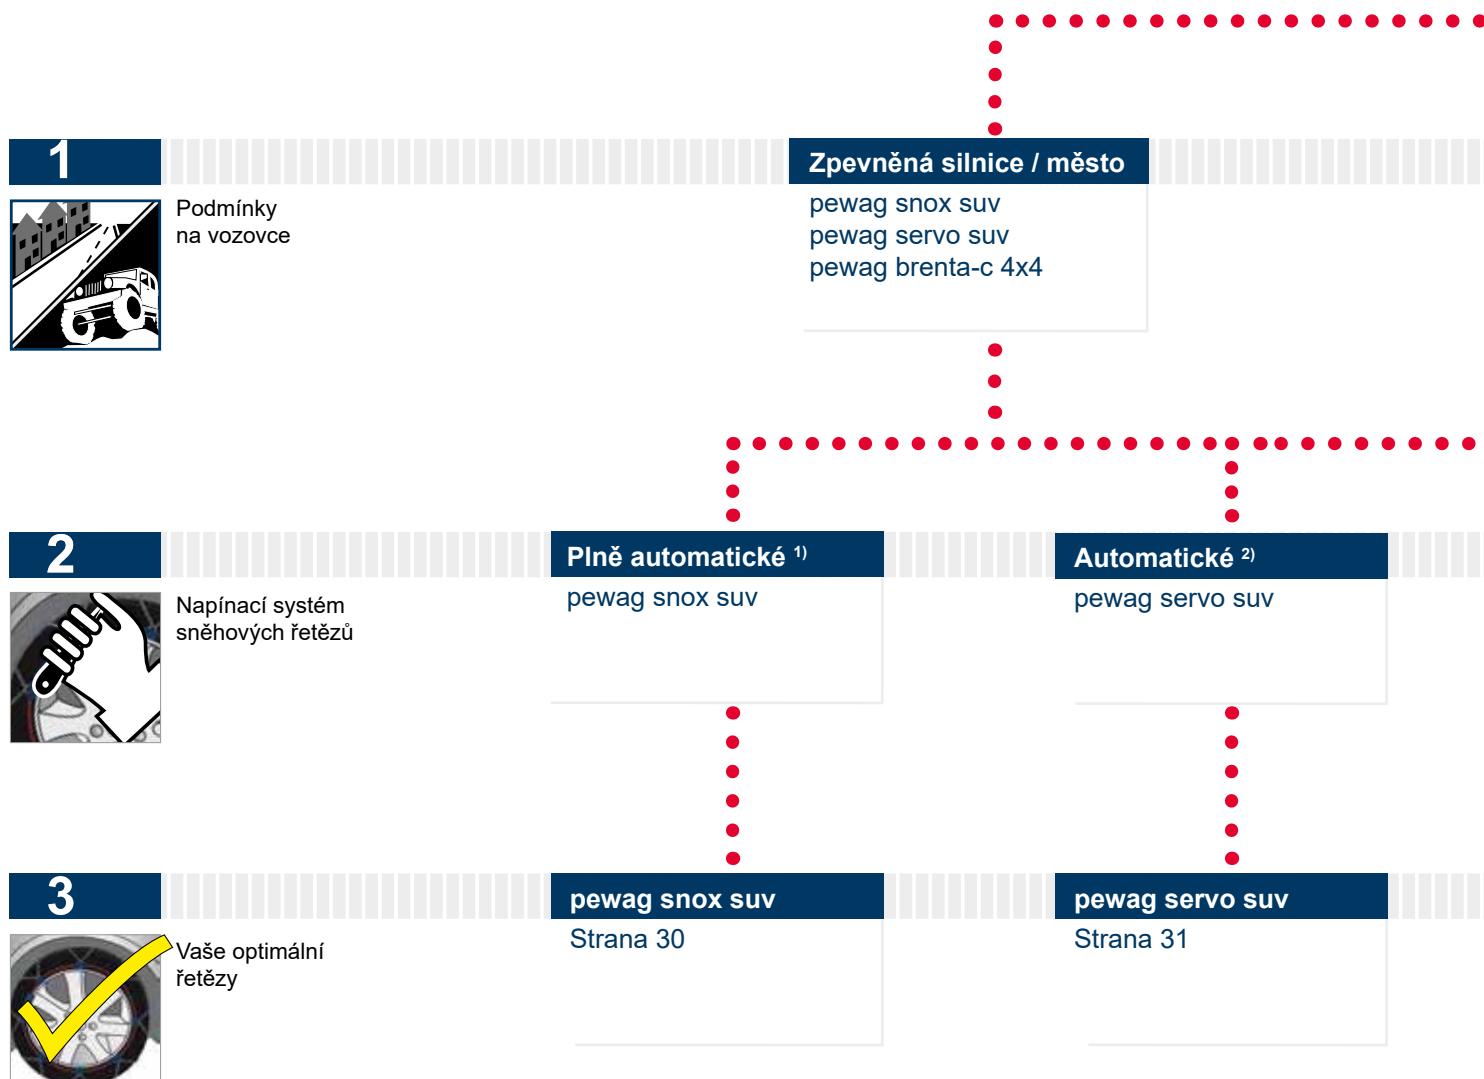 1
Zpevněná silnice / město
Podmínky
na vozovce
pewag snox suv
pewag servo suv
pewag brenta-c 4x4
2
Plně automatické 1)
Automatické 2)
Napínací systém
sněhových řetězů
pewag snox suv
pewag servo suv
3
pewag snox suv
pewag servo suv
Vaše optimální
řetězy
Strana 30
Strana 31